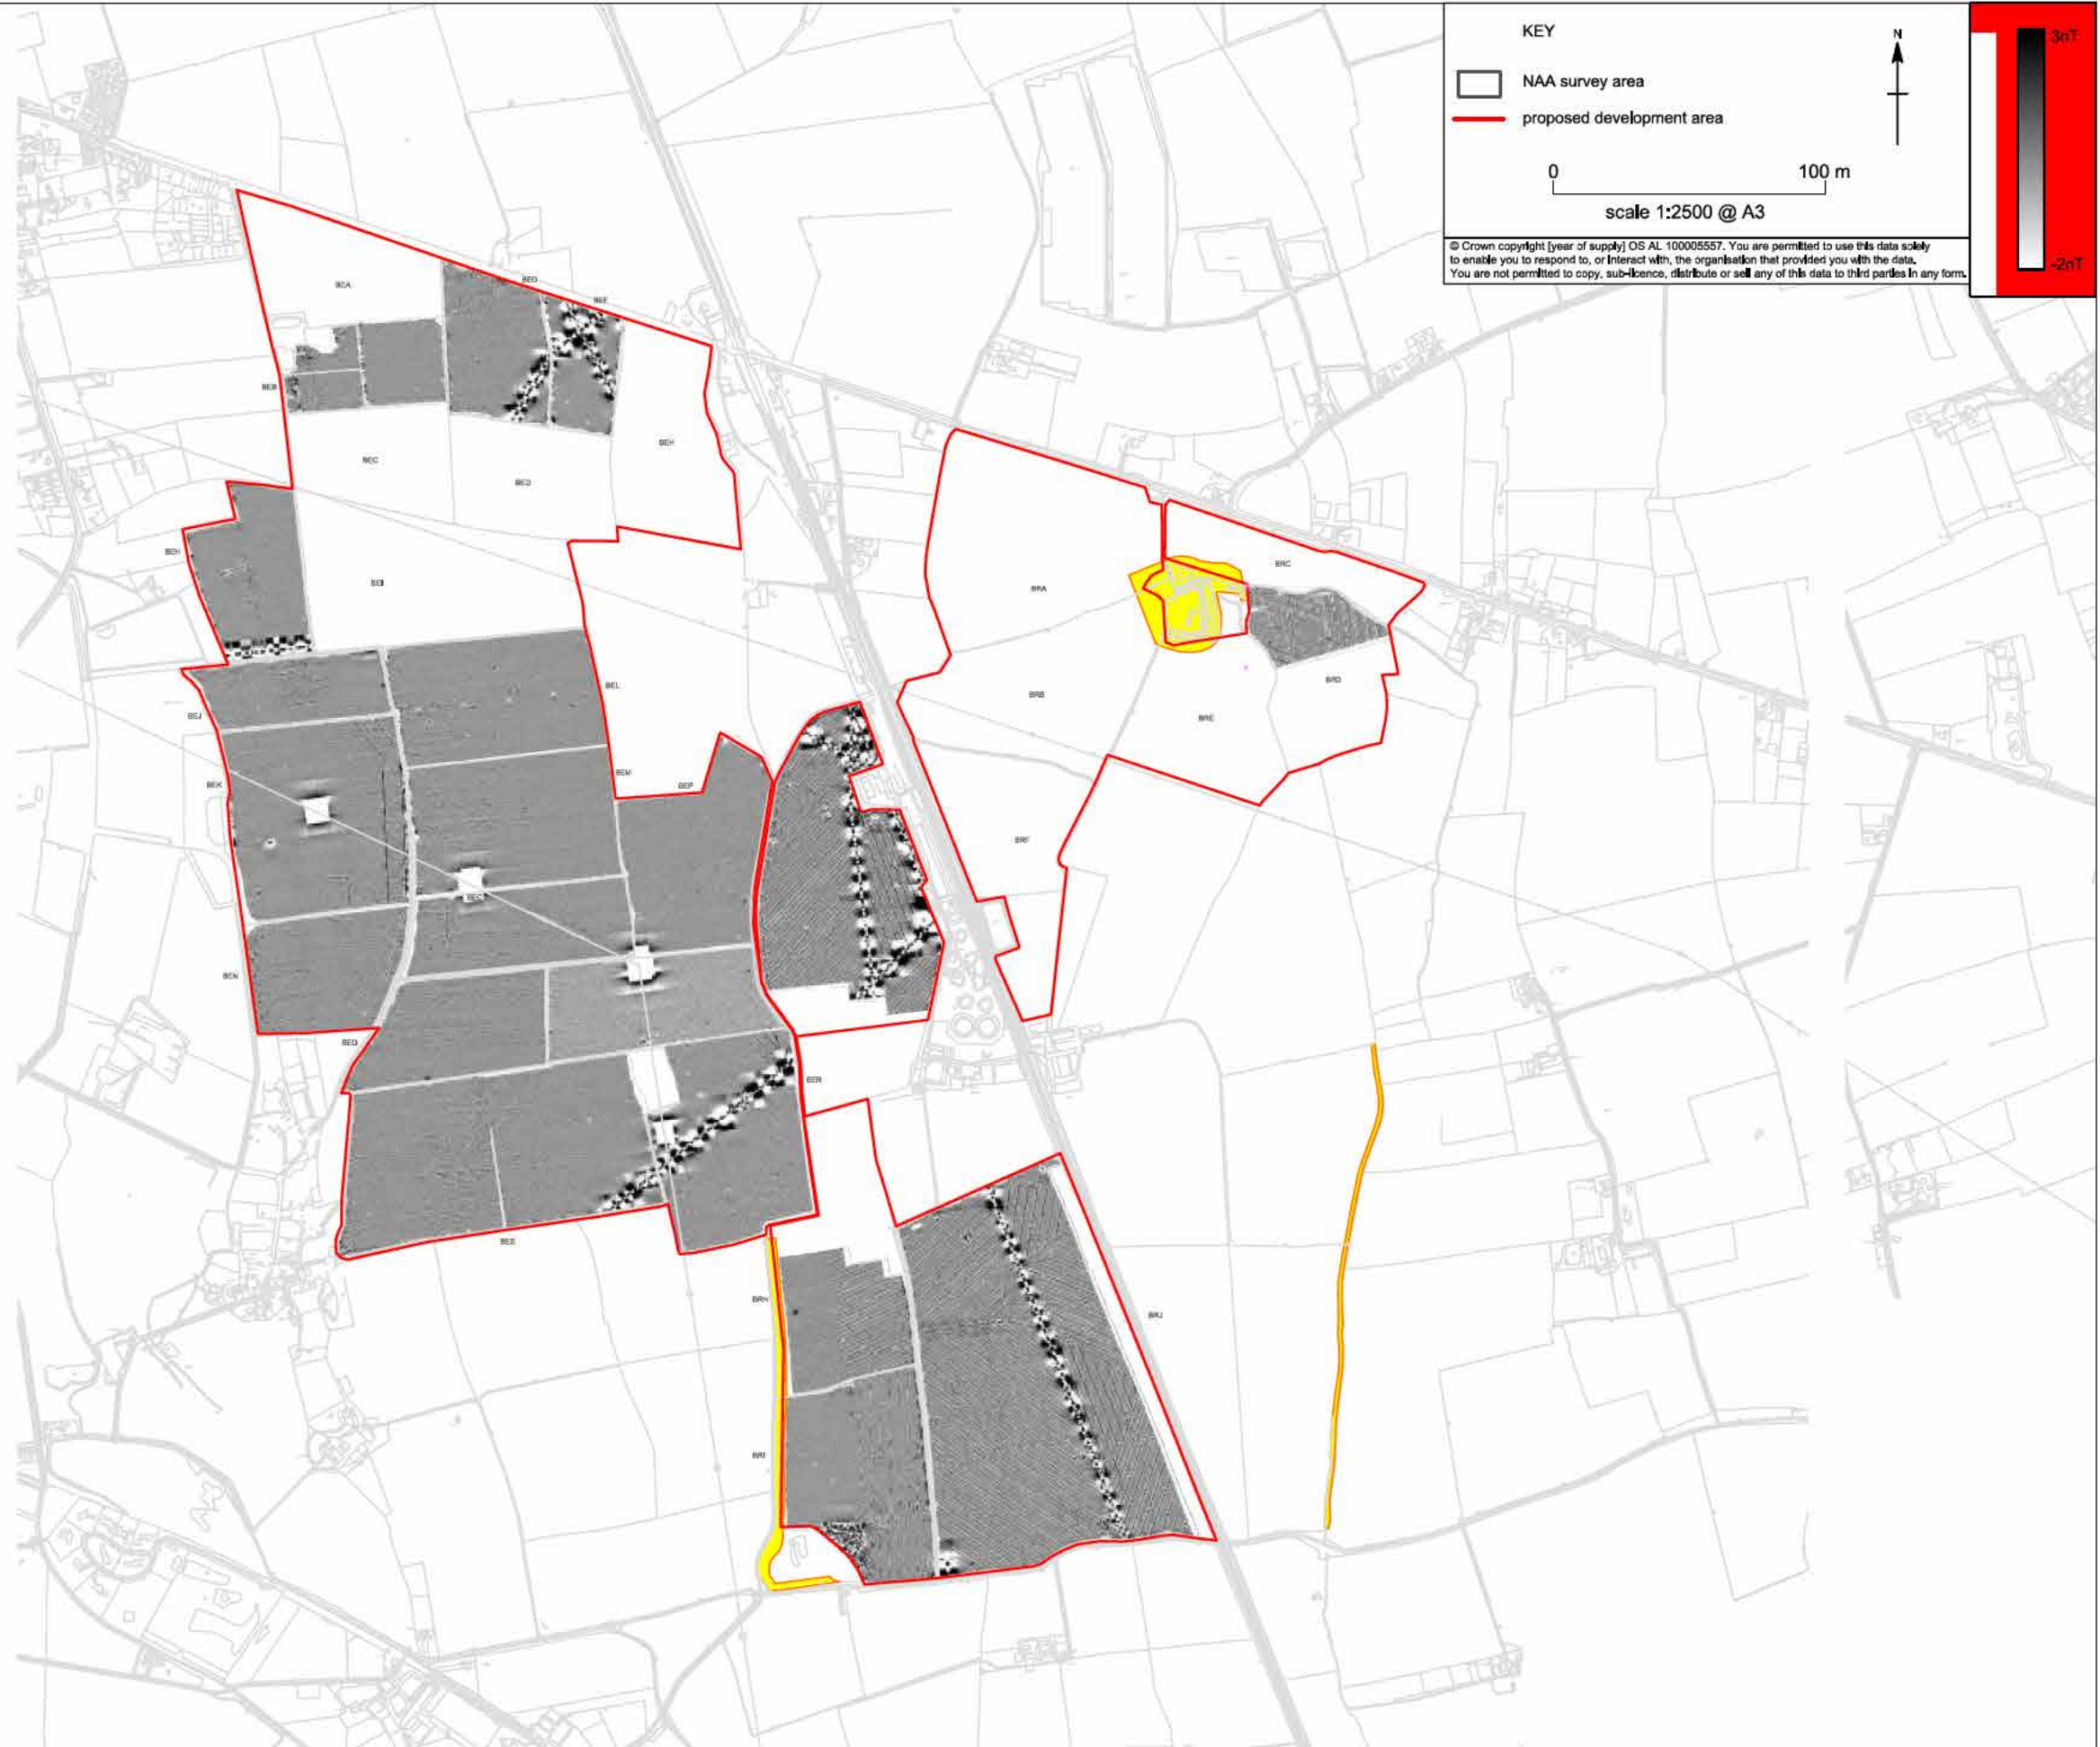 KEY
N
3nT
NAA survey area
proposed development area
0 100 m
scale 1:2500 @ A3
© Crown copyright [year of supply] OS AL 100005557. You are permitted to use this data solely
to enable you to respond to, or interact with, the organisation that provided you with the data.
You are not permitted to copy, sub-licence, distribute or sell any of this data to third parties in any form.
-2nT
BEA
BEF
BEB
BEH
BEC
BED
BEH
BRC
BRA
BEL
BRD
BRB
BEJ
BRE
BEM
BEP
BEK
BRF
BEQ
BER
BES
BRH
BRJ
BRI